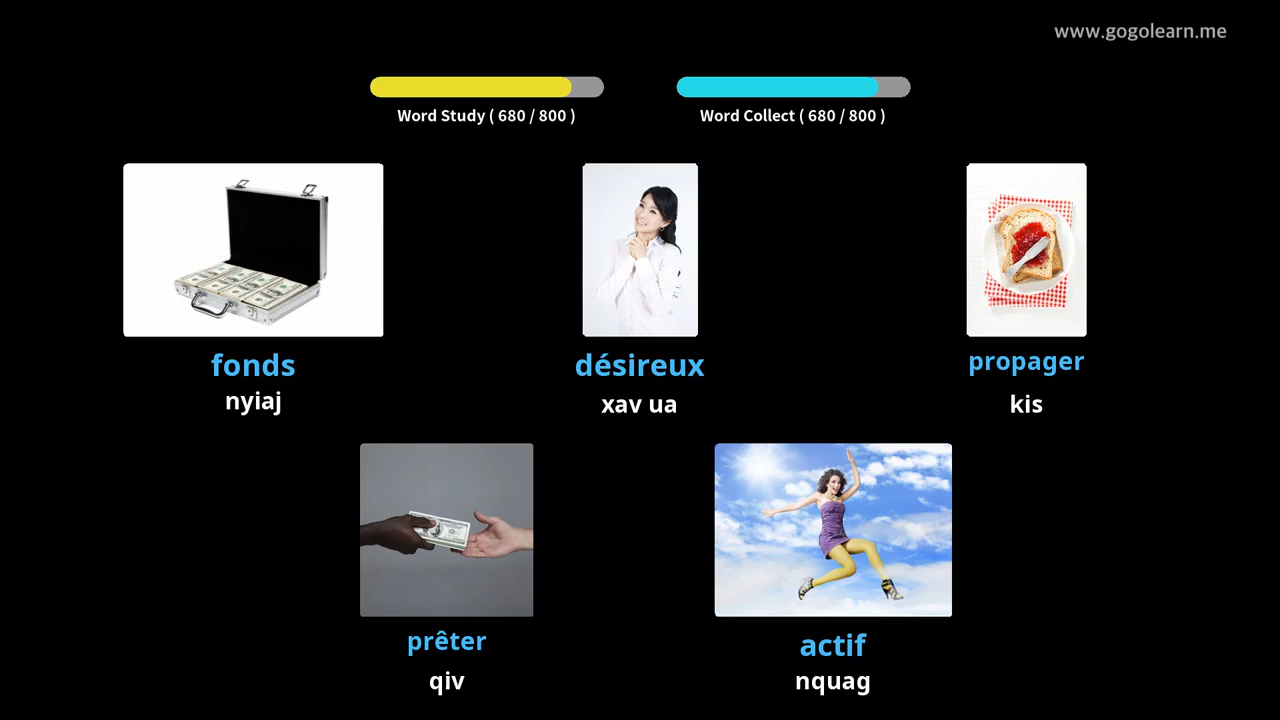 www.gogolearn.me
Word Study ( 680 / 800 )
Word Collect ( 680 / 800 )
fonds
nyiaj
désireux
xav ua
propager
kis
prêter
qiv
actif
nquag